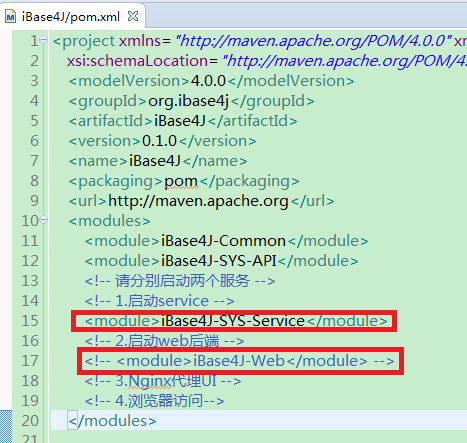 iBase4J/pom.xml
1 <project xmlns="http://maven.apache.org/POM/4.0.0" x
2 xsi:schemaLocation="http://maven.apache.org/POM/4.
3 <modelVersion>4.0.0</modelVersion>
4 <groupId>org.ibase4j</groupId>
5 <artifactId>iBase4J</artifactId>
6 <version>0.1.0</version>
7 <name>iBase4J</name>
8 <packaging>pom</packaging>
9 <url>http://maven.apache.org</url>
10 <modules>
11 <module>iBase4J-Common</module>
12 <module>iBase4J-SYS-API</module>
13 <!-- 请分别启动两个服务 -->
14 <!-- 1.启动service -->
15 <module>iBase4J-SYS-Service</module>
16 <!-- 2.启动web后端 -->
17 <!-- <module>iBase4J-Web</module> -->
18 <!-- 3.Nginx代理UI -->
19 <!-- 4.浏览器访问-->
20 </modules>